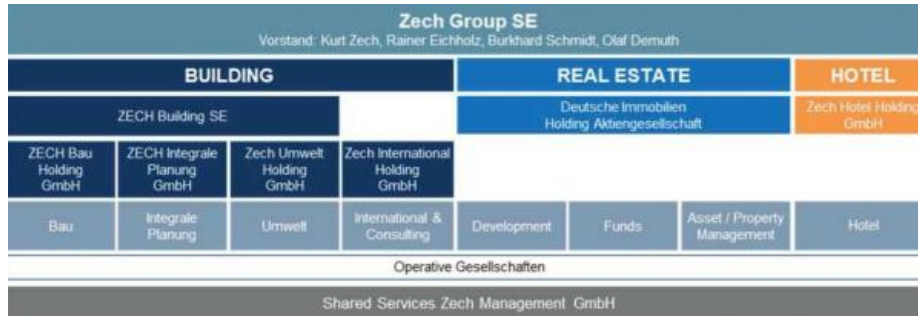 Zech Group SE
Vorstand: Kurt Zech, Rainer Eichholz, Burkhard Schmidt, Olaf Demuth
BUILDING
REAL ESTATE
HOTEL
ZECH Building SE
Deutsche Immobilien
Holding Aktiengesellschaft
Zech Hotel Holding
GmbH
ZECH Bau
Holding
GmbH
ZECH Integrale
Planung
GmbH
Zech Umwelt
Holding
GmbH
Zech International
Holding
GmbH
Bau
Integrale
Planung
Umwelt
International &
Consulting
Development
Funds
Asset / Property
Management
Hotel
Operative Gesellschaften
Shared Services Zech Management GmbH